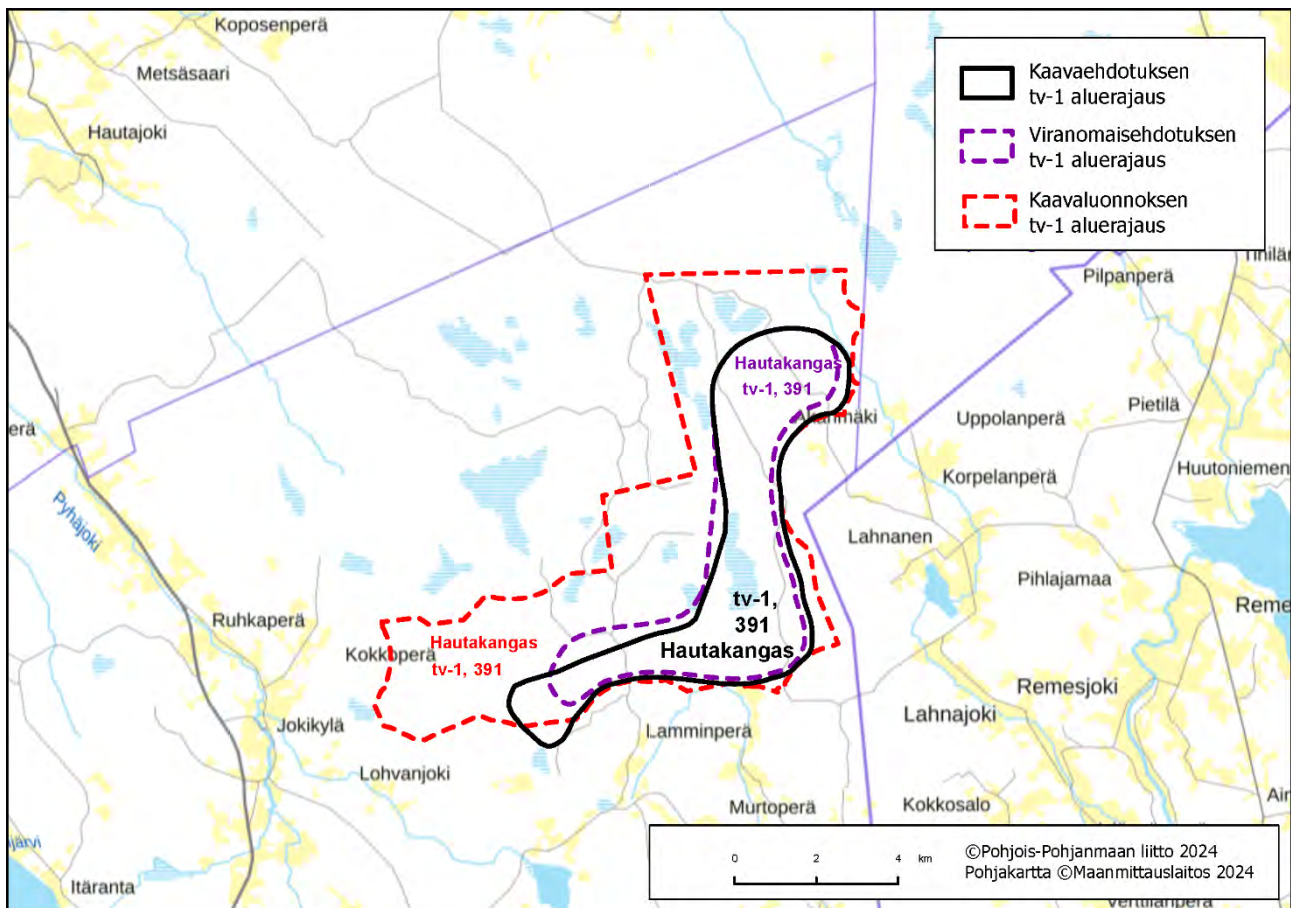 Koposenperä
Metsäsaari
Hautajoki
Kaavaehdotuksen
tv-1 aluerajaus
Viranomaisehdotuksen
tv-1 aluerajaus
Kaavaluonnoksen
tv-1 aluerajaus
Pilpanperä
Hautakangas
tv-1, 391
Uppolanperä
Pietilä
Korpelanperä
Huutoniemen
Pyhäjoki
Lahnanen
Pihlajamaa
Ruhkaperä
Kokkoperä
Hautakangas
tv-1, 391
tv-1,
391
Hautakangas
Remesjoki
Lahnajoki
Jokikylä
Lamminperä
Lohvanjoki
Murtoperä
Kokkosalo
Itäranta
0 2 4 km
©Pohjois-Pohjanmaan liitto 2024
Pohjakartta ©Maanmittauslaitos 2024